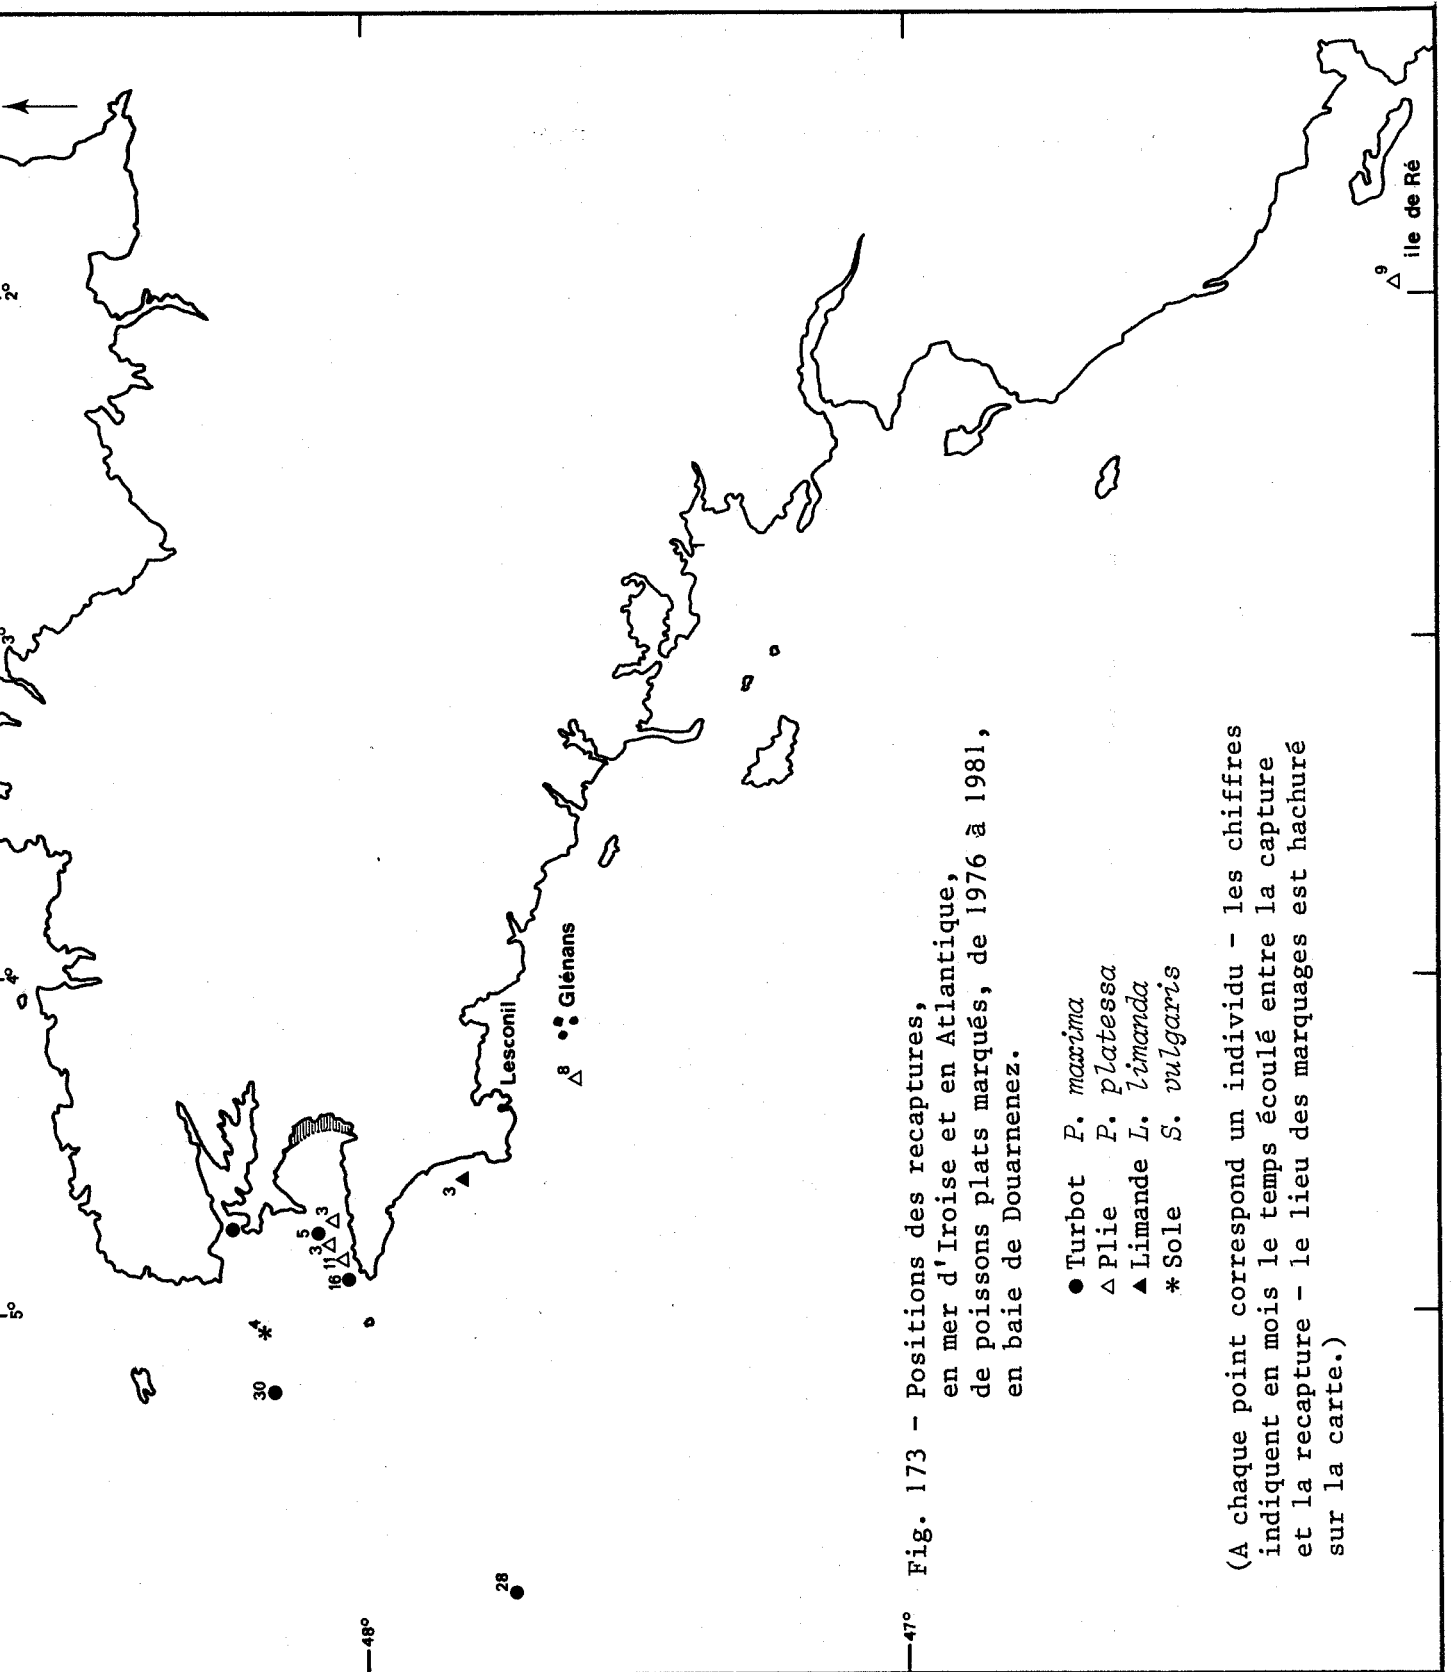 5°
4°
3°
2°
48°
47°
30
4
16
11
3
5
3
28
3
8
9
Lesconil
Glénans
ile de Ré
Fig. 173 - Positions des recaptures,
en mer d'Iroise et en Atlantique,
de poissons plats marqués, de 1976 à 1981,
en baie de Douarnenez.
● Turbot P. maxima
△ Plie P. platessa
▲ Limande L. limanda
* Sole S. vulgaris
(A chaque point correspond un individu - les chiffres
indiquent en mois le temps écoulé entre la capture
et la recapture - le lieu des marquages est hachuré
sur la carte.)